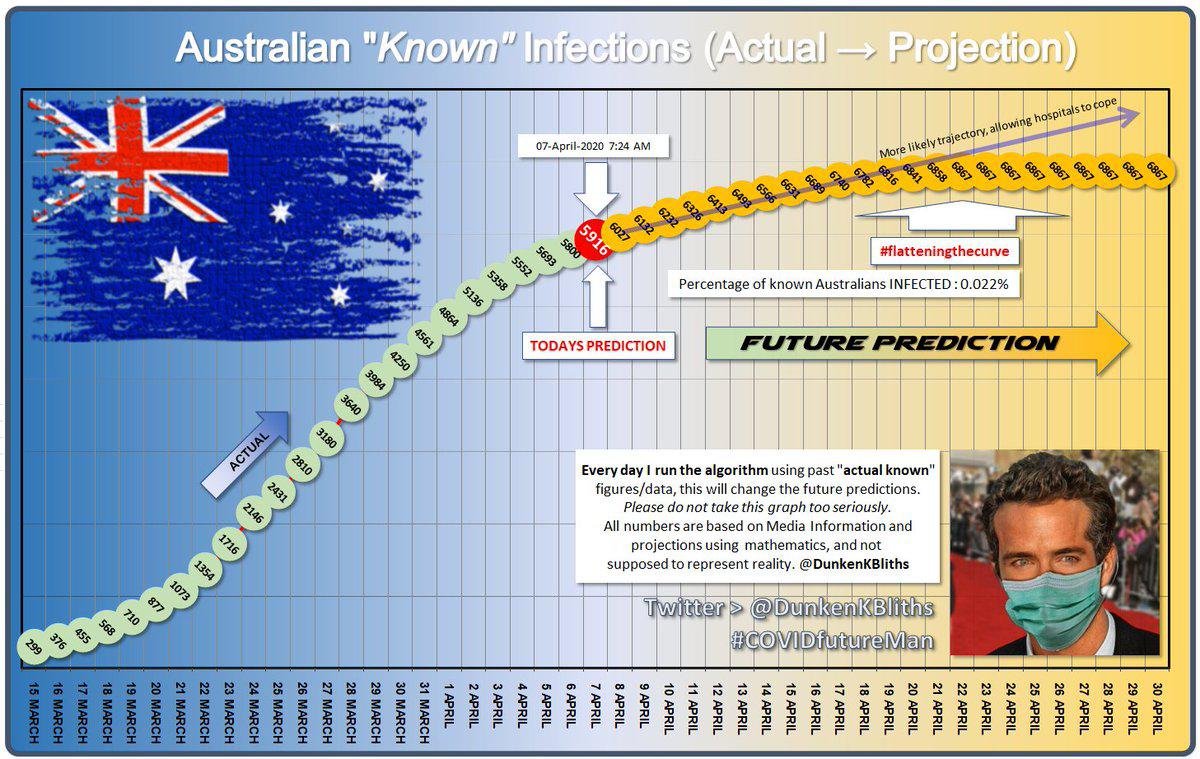 Australian "Known" Infections (Actual → Projection)
More likely trajectory, allowing hospitals to cope
07-April-2020 7:24 AM
299
376
455
568
710
877
1073
1354
1716
2146
2431
2810
3180
3640
3984
4250
4561
4864
5136
5358
5552
5693
5800
5916
6027
6132
6232
6326
6413
6493
6566
6631
6689
6740
6782
6816
6841
6858
6867
6867
6867
6867
6867
6867
6867
6867
6867
#flatteningthecurve
Percentage of known Australians INFECTED : 0.022%
TODAYS PREDICTION
FUTURE PREDICTION
ACTUAL
Every day I run the algorithm using past "actual known"
figures/data, this will change the future predictions.
Please do not take this graph too seriously.
All numbers are based on Media Information and
projections using mathematics, and not
supposed to represent reality. @DunkenKBliths
Twitter > @DunkenKBliths
#COVIDfutureMan
15 MARCH
16 MARCH
17 MARCH
18 MARCH
19 MARCH
20 MARCH
21 MARCH
22 MARCH
23 MARCH
24 MARCH
25 MARCH
26 MARCH
27 MARCH
28 MARCH
29 MARCH
30 MARCH
31 MARCH
1 APRIL
2 APRIL
3 APRIL
4 APRIL
5 APRIL
6 APRIL
7 APRIL
8 APRIL
9 APRIL
10 APRIL
11 APRIL
12 APRIL
13 APRIL
14 APRIL
15 APRIL
16 APRIL
17 APRIL
18 APRIL
19 APRIL
20 APRIL
21 APRIL
22 APRIL
23 APRIL
24 APRIL
25 APRIL
26 APRIL
27 APRIL
28 APRIL
29 APRIL
30 APRIL